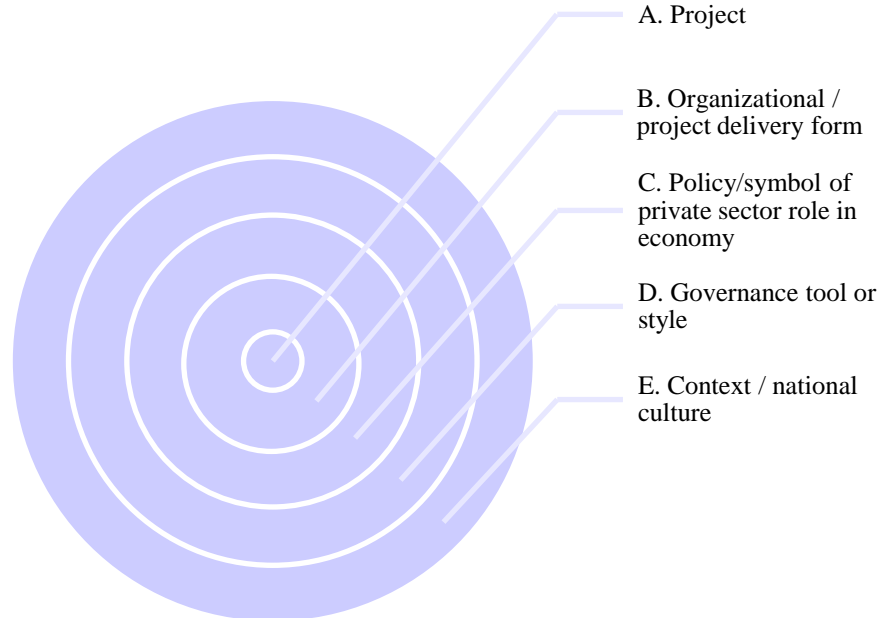 A. Project
B. Organizational /
project delivery form
C. Policy/symbol of
private sector role in
economy
D. Governance tool or
style
E. Context / national
culture